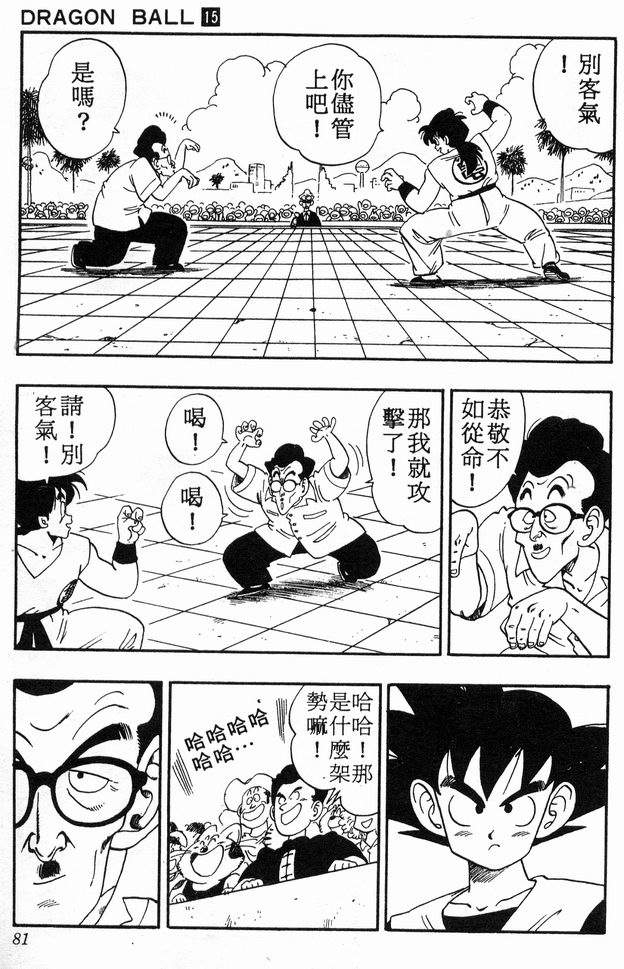 DRAGON BALL 15
別客氣
！
你儘管
上吧！
是嗎？
恭敬不
如從命！
那我就攻
擊了！
喝！
喝！
請！別
客氣！
哈哈！那
是什麼架
勢嘛！
哈哈哈哈
哈哈…
81